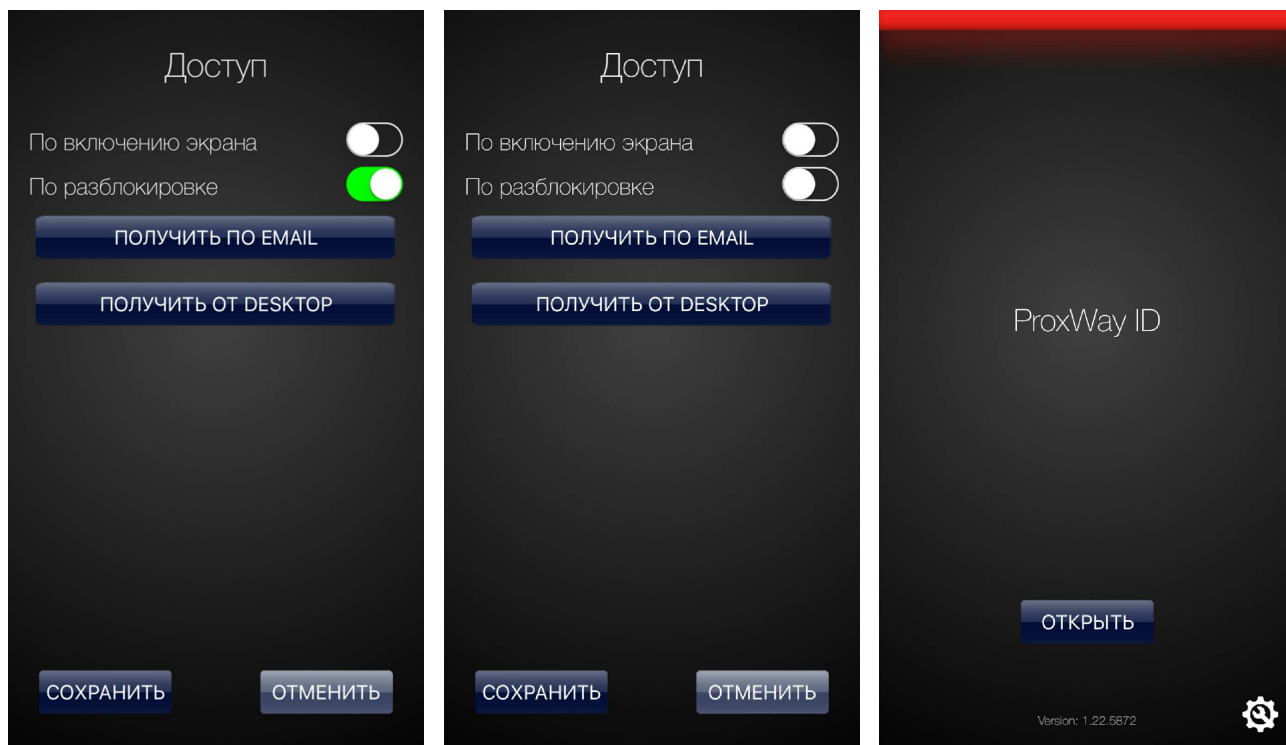 Доступ
По включению экрана
По разблокировке
ПОЛУЧИТЬ ПО EMAIL
ПОЛУЧИТЬ ОТ DESKTOP
СОХРАНИТЬ
ОТМЕНИТЬ
Доступ
По включению экрана
По разблокировке
ПОЛУЧИТЬ ПО EMAIL
ПОЛУЧИТЬ ОТ DESKTOP
СОХРАНИТЬ
ОТМЕНИТЬ
ProxWay ID
ОТКРЫТЬ
Version: 1.22.5872